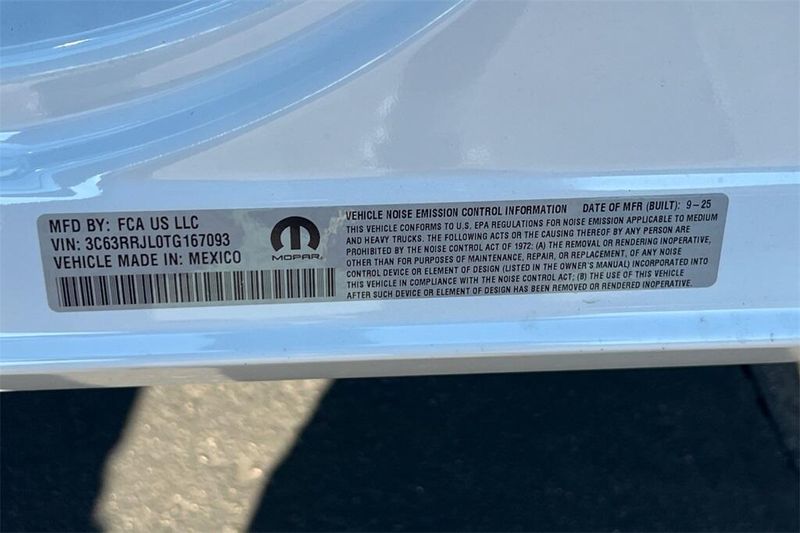 MFD BY: FCA US LLC
VIN: 3C63RRJL0TG167093
VEHICLE MADE IN: MEXICO
MOPAR
VEHICLE NOISE EMISSION CONTROL INFORMATION DATE OF MFR (BUILT): 9-25
THIS VEHICLE CONFORMS TO U.S. EPA REGULATIONS FOR NOISE EMISSION APPLICABLE TO MEDIUM
AND HEAVY TRUCKS. THE FOLLOWING ACTS OR THE CAUSING THEREOF BY ANY PERSON ARE
PROHIBITED BY THE NOISE CONTROL ACT OF 1972: (A) THE REMOVAL OR RENDERING INOPERATIVE,
OTHER THAN FOR PURPOSES OF MAINTENANCE, REPAIR, OR REPLACEMENT, OF ANY NOISE
CONTROL DEVICE OR ELEMENT OF DESIGN (LISTED IN THE OWNER'S MANUAL) INCORPORATED INTO
THIS VEHICLE IN COMPLIANCE WITH THE NOISE CONTROL ACT; (B) THE USE OF THIS VEHICLE
AFTER SUCH DEVICE OR ELEMENT OF DESIGN HAS BEEN REMOVED OR RENDERED INOPERATIVE.